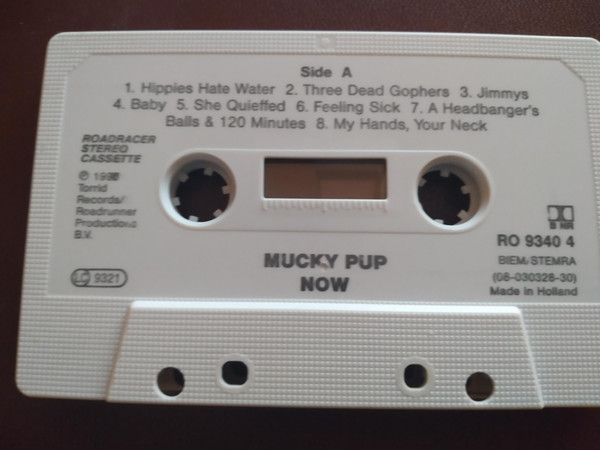 Side A
1. Hippies Hate Water 2. Three Dead Gophers 3. Jimmys
4. Baby 5. She Quieffed 6. Feeling Sick 7. A Headbanger's
Balls & 120 Minutes 8. My Hands, Your Neck
ROADRACER
STEREO
CASSETTE
℗ 1990
Torrid
Records/
Roadrunner
Productions
B.V.
LC 9321
MUCKY PUP
NOW
B NR
RO 9340 4
BIEM/STEMRA
(08-030328-30)
Made in Holland